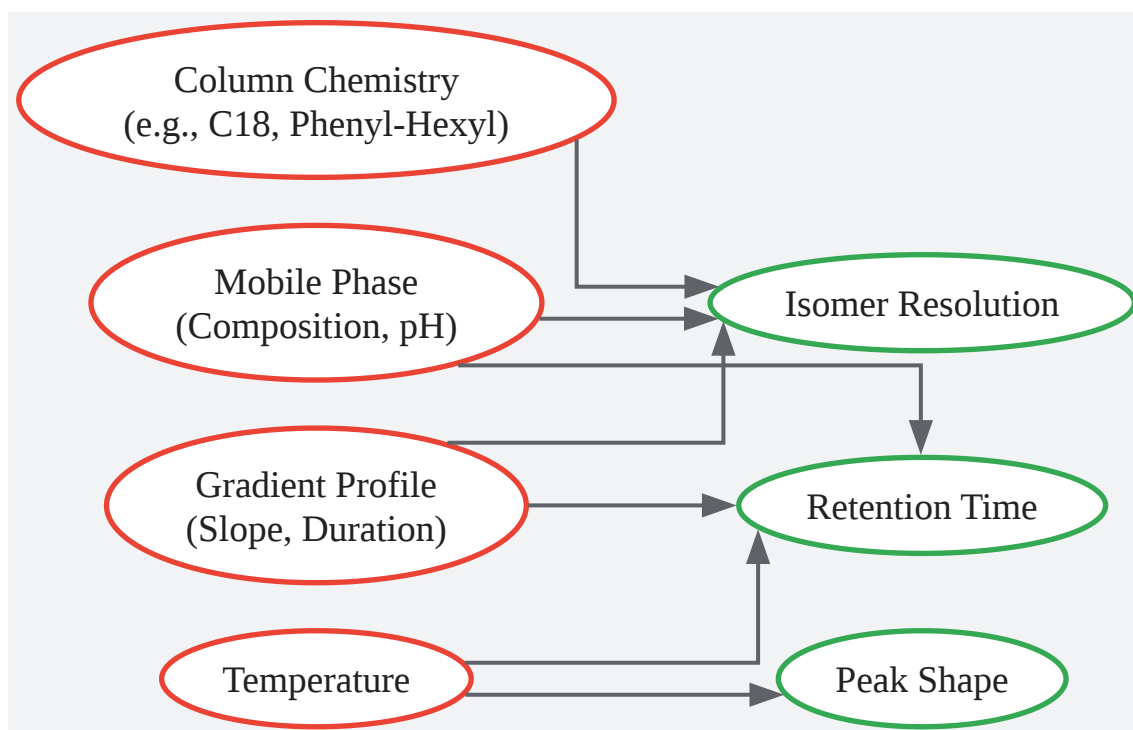 Column Chemistry
(e.g., C18, Phenyl-Hexyl)
Mobile Phase
(Composition, pH)
Isomer Resolution
Gradient Profile
(Slope, Duration)
Retention Time
Temperature
Peak Shape